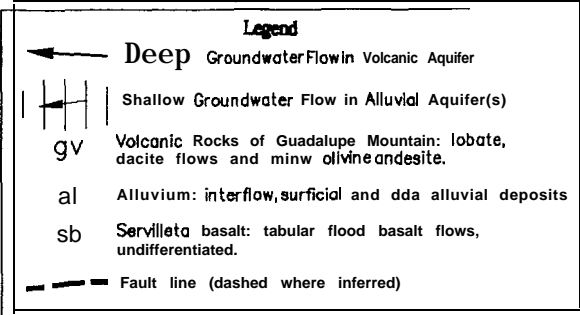 Legend
Deep Groundwater Flow in Volcanic Aquifer
Shallow Groundwater Flow in Alluvial Aquifer(s)
gv Volcanic Rocks of Guadalupe Mountain: lobate,
dacite flows and minw olivine andesite.
al Alluvium: interflow, surficial and dda alluvial deposits
sb Servilleta basalt: tabular flood basalt flows,
undifferentiated.
Fault line (dashed where inferred)